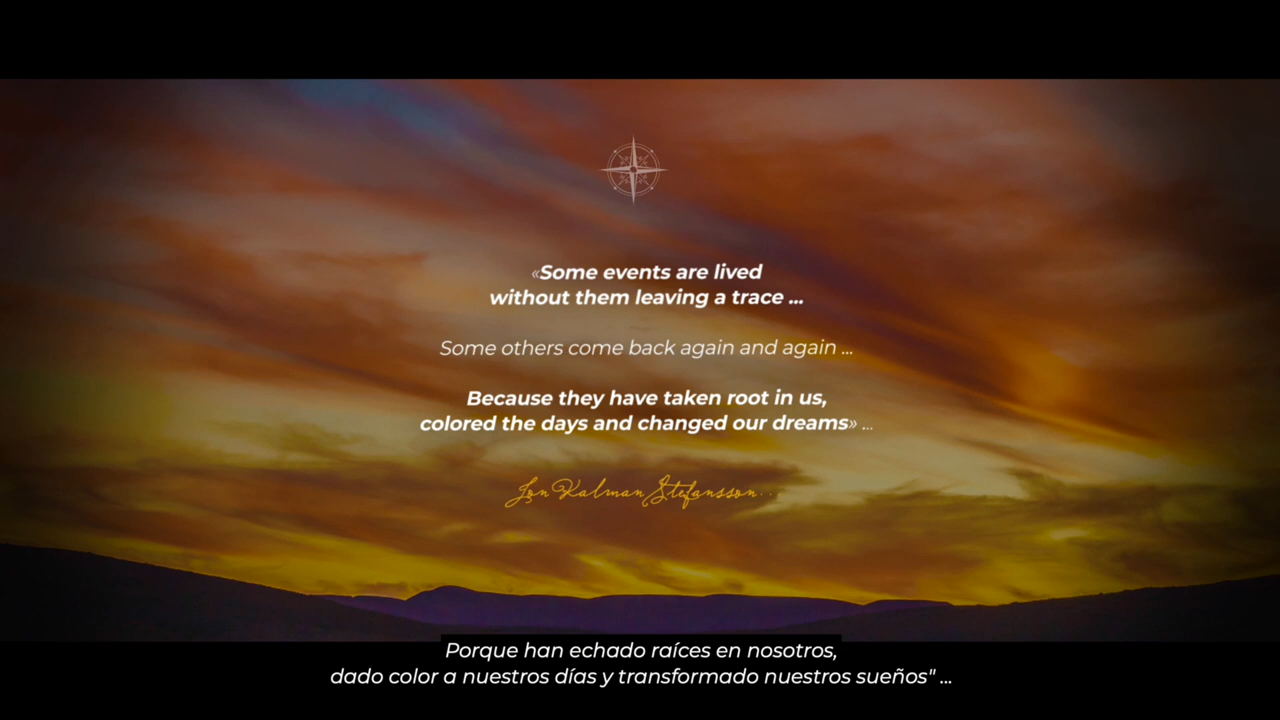 «Some events are lived
without them leaving a trace ...
Some others come back again and again ...
Because they have taken root in us,
colored the days and changed our dreams» ...
Jon Kalman Stefansson...
Porque han echado raíces en nosotros,
dado color a nuestros días y transformado nuestros sueños" ...